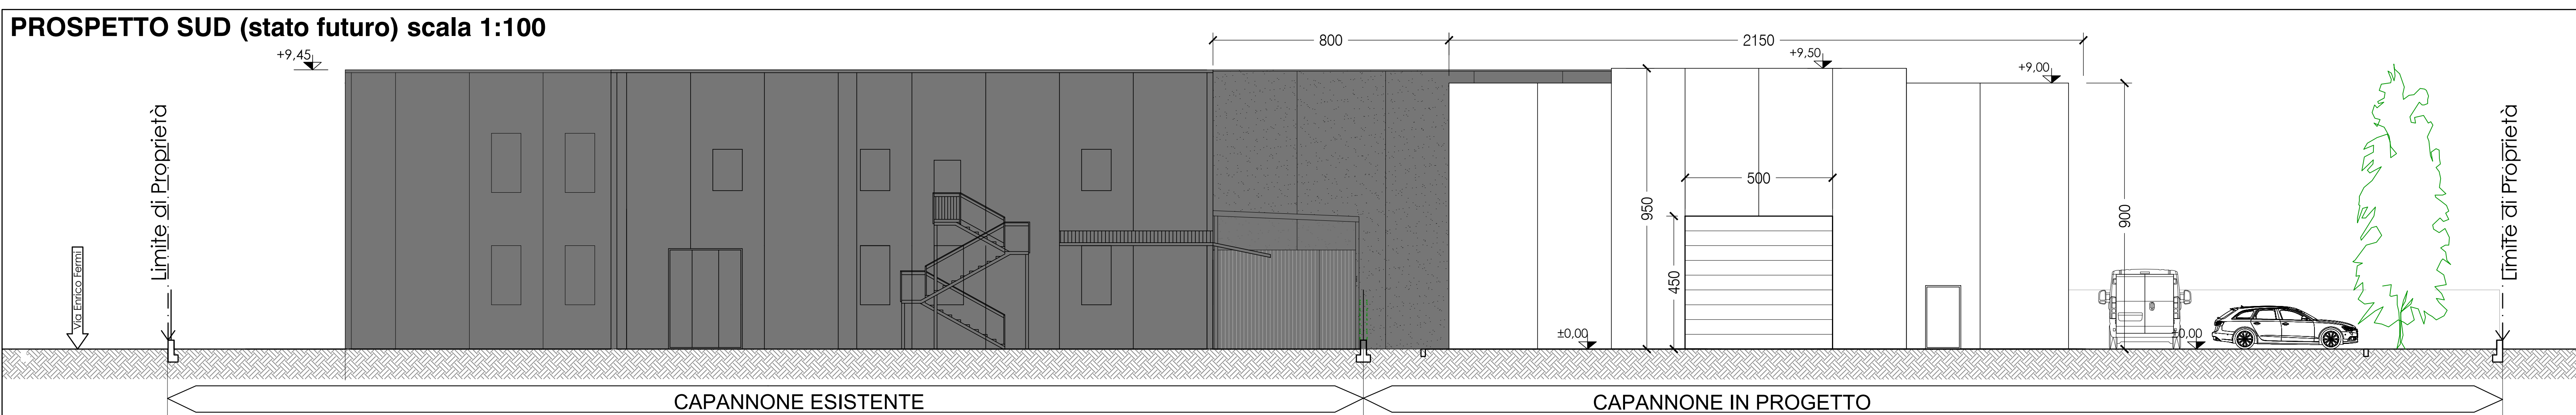 PROSPETTO SUD (stato futuro) scala 1:100
800
2150
+9,45
+9,50
+9,00
Limite di Proprietà
Limite di Proprietà
950
500
900
450
Via Enrico Fermi
±0,00
±0,00
CAPANNONE ESISTENTE
CAPANNONE IN PROGETTO